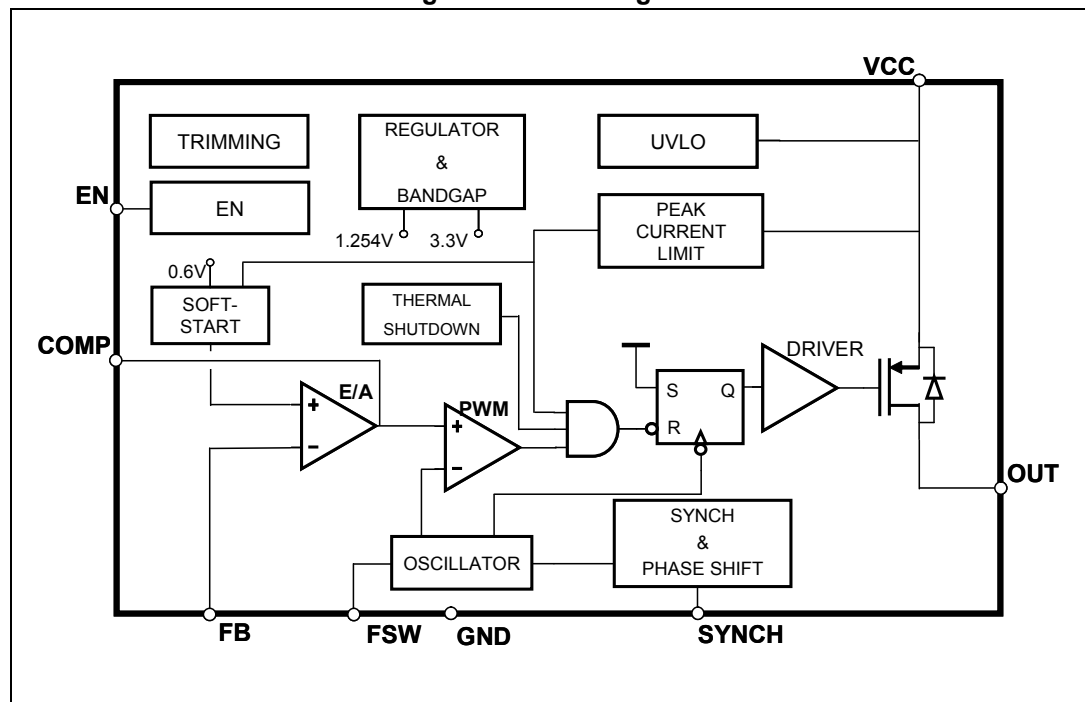 VCC
TRIMMING
REGULATOR
&
BANDGAP
UVLO
EN
EN
PEAK
CURRENT
LIMIT
1.254V
3.3V
0.6V
SOFT-
START
THERMAL
SHUTDOWN
COMP
DRIVER
E/A
+
−
PWM
+
−
S
Q
R
OUT
SYNCH
&
PHASE SHIFT
OSCILLATOR
FB
FSW
GND
SYNCH